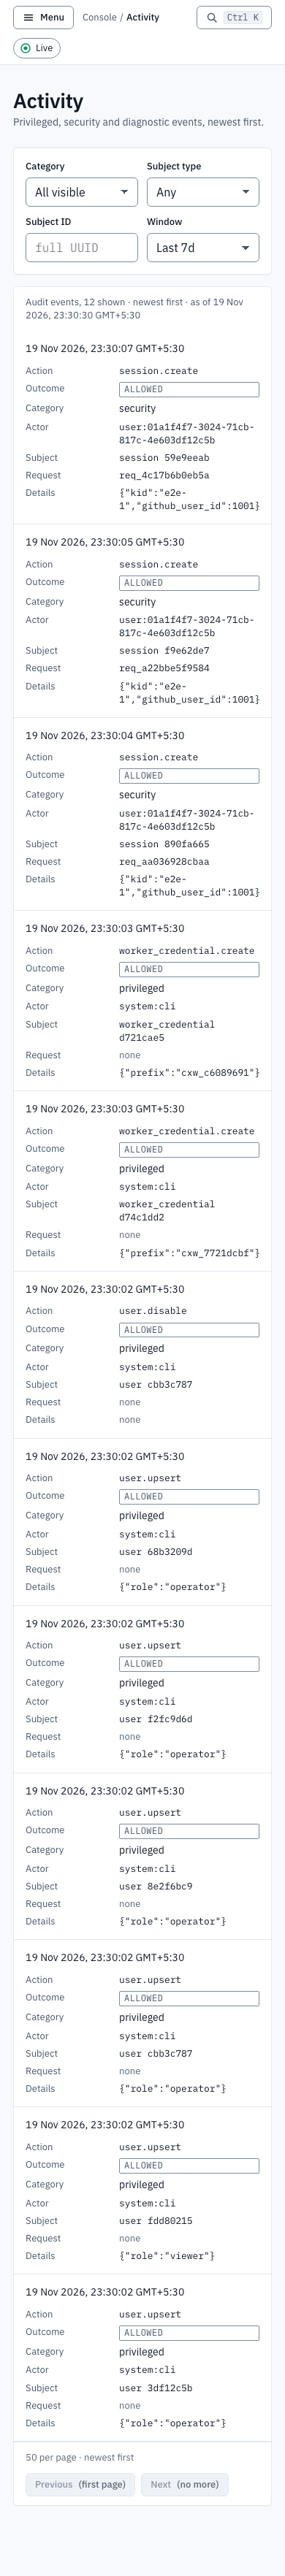 Menu
Console / Activity
Ctrl K
Live
Activity
Privileged, security and diagnostic events, newest first.
Category
Subject type
All visible
Any
Subject ID
Window
full UUID
Last 7d
Audit events, 12 shown · newest first · as of 19 Nov
2026, 23:30:30 GMT+5:30
19 Nov 2026, 23:30:07 GMT+5:30
Action session.create
Outcome ALLOWED
Category security
Actor user:01a1f4f7-3024-71cb-
817c-4e603df12c5b
Subject session 59e9eeab
Request req_4c17b6b0eb5a
Details {"kid":"e2e-
1","github_user_id":1001}
19 Nov 2026, 23:30:05 GMT+5:30
Action session.create
Outcome ALLOWED
Category security
Actor user:01a1f4f7-3024-71cb-
817c-4e603df12c5b
Subject session f9e62de7
Request req_a22bbe5f9584
Details {"kid":"e2e-
1","github_user_id":1001}
19 Nov 2026, 23:30:04 GMT+5:30
Action session.create
Outcome ALLOWED
Category security
Actor user:01a1f4f7-3024-71cb-
817c-4e603df12c5b
Subject session 890fa665
Request req_aa036928cbaa
Details {"kid":"e2e-
1","github_user_id":1001}
19 Nov 2026, 23:30:03 GMT+5:30
Action worker_credential.create
Outcome ALLOWED
Category privileged
Actor system:cli
Subject worker_credential
d721cae5
Request none
Details {"prefix":"cxw_c6089691"}
19 Nov 2026, 23:30:03 GMT+5:30
Action worker_credential.create
Outcome ALLOWED
Category privileged
Actor system:cli
Subject worker_credential
d74c1dd2
Request none
Details {"prefix":"cxw_7721dcbf"}
19 Nov 2026, 23:30:02 GMT+5:30
Action user.disable
Outcome ALLOWED
Category privileged
Actor system:cli
Subject user cbb3c787
Request none
Details none
19 Nov 2026, 23:30:02 GMT+5:30
Action user.upsert
Outcome ALLOWED
Category privileged
Actor system:cli
Subject user 68b3209d
Request none
Details {"role":"operator"}
19 Nov 2026, 23:30:02 GMT+5:30
Action user.upsert
Outcome ALLOWED
Category privileged
Actor system:cli
Subject user f2fc9d6d
Request none
Details {"role":"operator"}
19 Nov 2026, 23:30:02 GMT+5:30
Action user.upsert
Outcome ALLOWED
Category privileged
Actor system:cli
Subject user 8e2f6bc9
Request none
Details {"role":"operator"}
19 Nov 2026, 23:30:02 GMT+5:30
Action user.upsert
Outcome ALLOWED
Category privileged
Actor system:cli
Subject user cbb3c787
Request none
Details {"role":"operator"}
19 Nov 2026, 23:30:02 GMT+5:30
Action user.upsert
Outcome ALLOWED
Category privileged
Actor system:cli
Subject user fdd80215
Request none
Details {"role":"viewer"}
19 Nov 2026, 23:30:02 GMT+5:30
Action user.upsert
Outcome ALLOWED
Category privileged
Actor system:cli
Subject user 3df12c5b
Request none
Details {"role":"operator"}
50 per page · newest first
Previous (first page)
Next (no more)